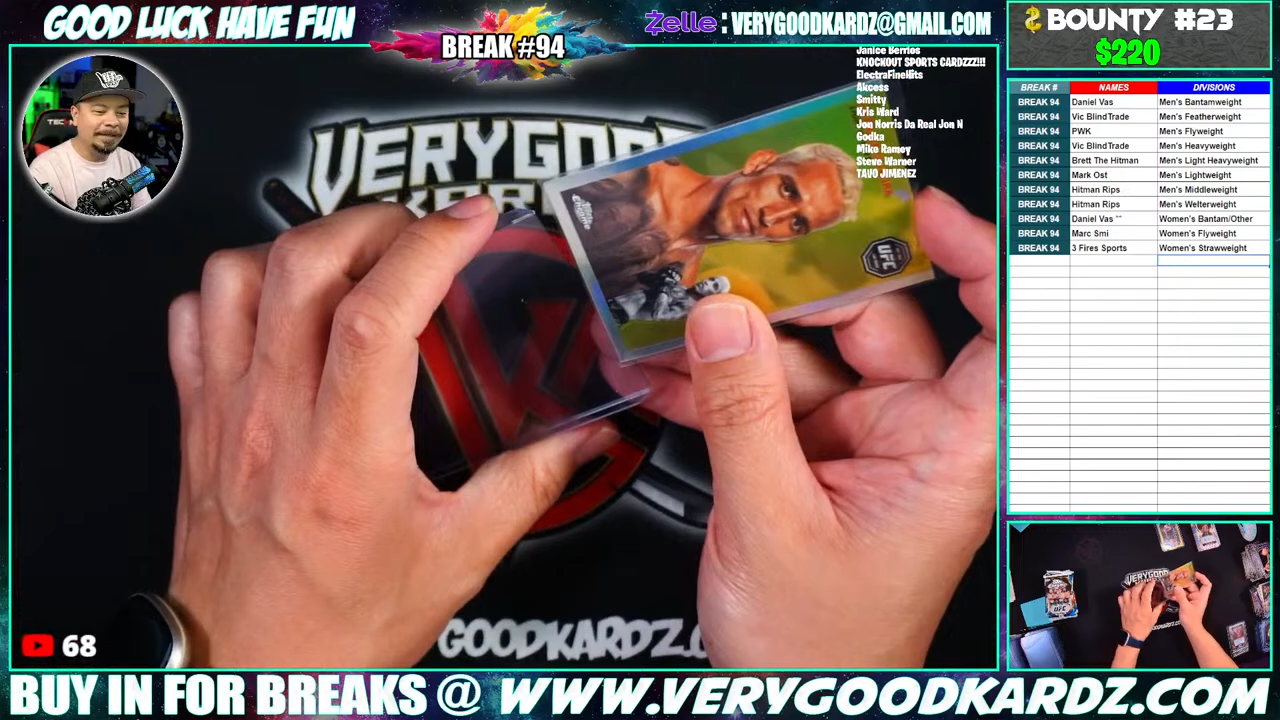 GOOD LUCK HAVE FUN
BREAK #94
Zelle : VERYGOODKARDZ@GMAIL.COM
$ BOUNTY #23
$220
Janice Berrios
KNOCKOUT SPORTS CARDZZZ!!!
ElectraFineHits
Akcess
Smitty
Kris Ward
Jon Norris Da Real Jon N
Godka
Mike Ramey
Steve Warner
TAVO JIMENEZ
BREAK # NAMES DIVISIONS
BREAK 94 Daniel Vas Men's Bantamweight
BREAK 94 Vic BlindTrade Men's Featherweight
BREAK 94 PWK Men's Flyweight
BREAK 94 Vic BlindTrade Men's Heavyweight
BREAK 94 Brett The Hitman Men's Light Heavyweight
BREAK 94 Mark Ost Men's Lightweight
BREAK 94 Hitman Rips Men's Middleweight
BREAK 94 Hitman Rips Men's Welterweight
BREAK 94 Daniel Vas ** Women's Bantam/Other
BREAK 94 Marc Smi Women's Flyweight
BREAK 94 3 Fires Sports Women's Strawweight
VERYGOOD
Topps Chrome
UFC
GOODKARDZ.C
68
BUY IN FOR BREAKS @ WWW.VERYGOODKARDZ.COM